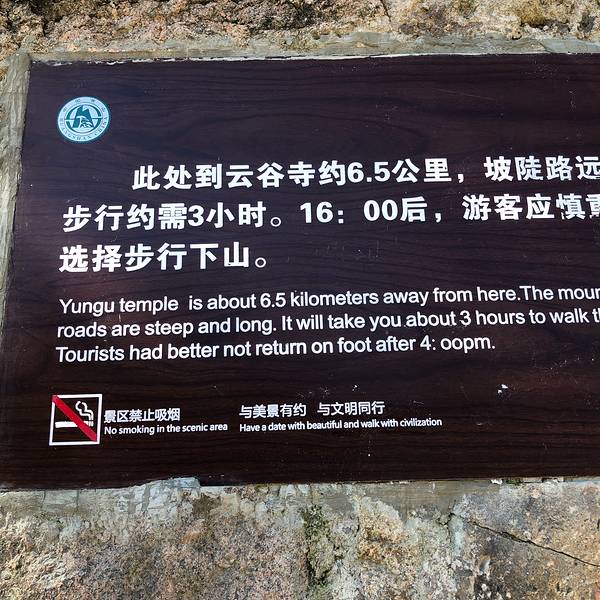 此处到云谷寺约6.5公里，坡陡路远
步行约需3小时。16：00后，游客应慎重
选择步行下山。
Yungu temple is about 6.5 kilometers away from here.The moun
roads are steep and long. It will take you about 3 hours to walk th
Tourists had better not return on foot after 4: oopm.
景区禁止吸烟 与美景有约 与文明同行
No smoking in the scenic area Have a date with beautiful and walk with civilization